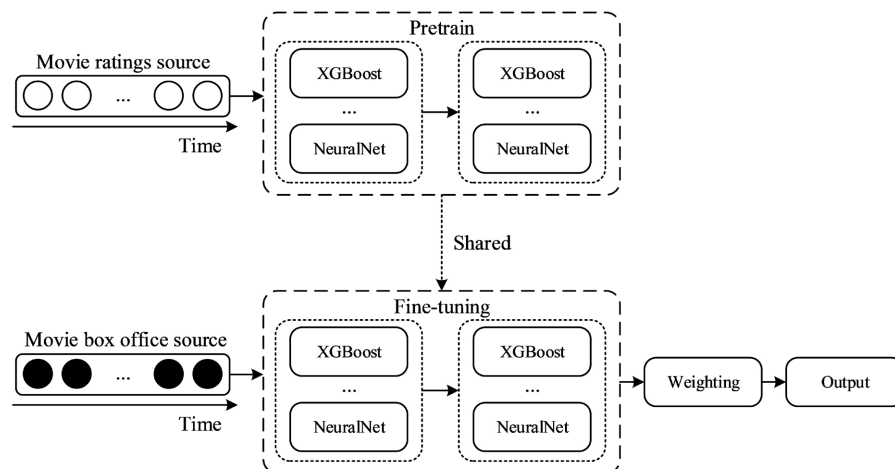 Pretrain
Movie ratings source
...
Time
XGBoost
...
NeuralNet
XGBoost
...
NeuralNet
Shared
Fine-tuning
Movie box office source
...
Time
XGBoost
...
NeuralNet
XGBoost
...
NeuralNet
Weighting
Output